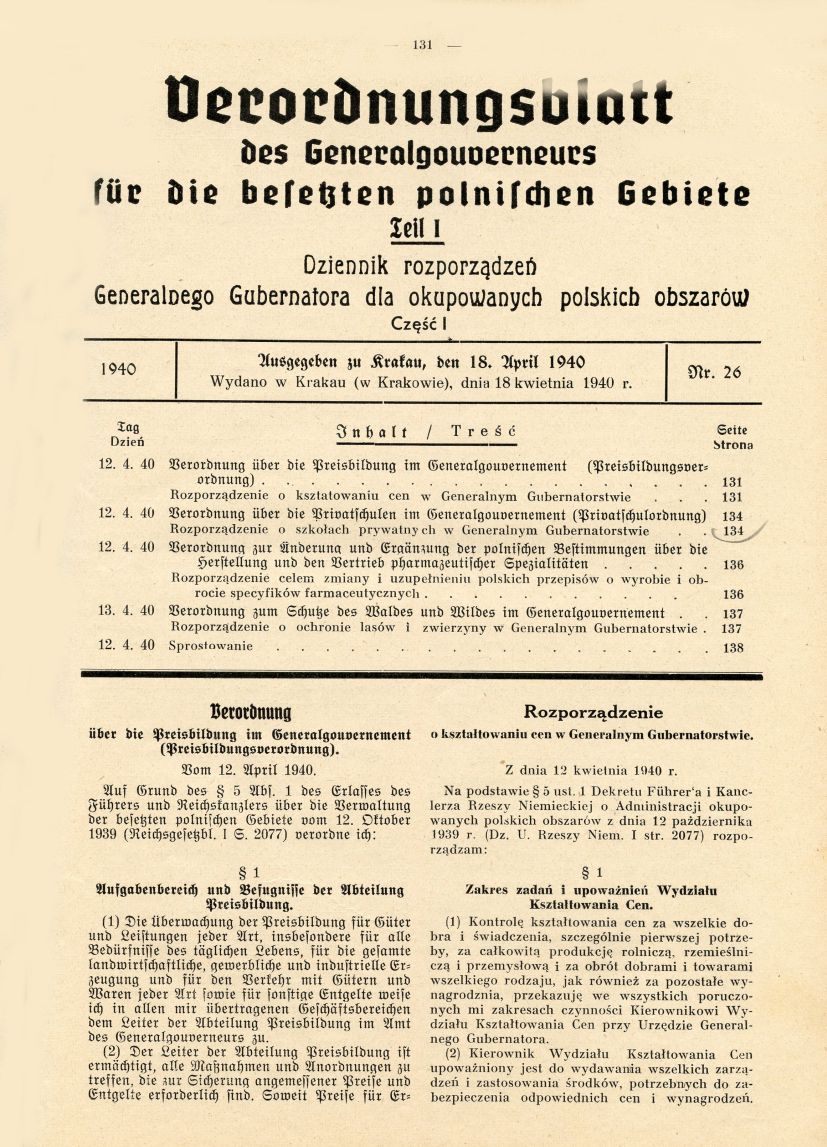 — 131 —
Verordnungsblatt
des Generalgouverneurs
für die besetzten polnischen Gebiete
Teil I
Dziennik rozporządzeń
Generalnego Gubernatora dla okupowanych polskich obszarów
Część I
1940
Ausgegeben zu Krakau, den 18. April 1940
Wydano w Krakau (w Krakowie), dnia 18 kwietnia 1940 r.
Nr. 26
Tag
Dzień
Inhalt / Treść
Seite
Strona
12. 4. 40 Verordnung über die Preisbildung im Generalgouvernement (Preisbildungsver-
ordnung) . . . . . . . . . . . . . . . . . . 131
Rozporządzenie o ksztatowaniu cen w Generalnym Gubernatorstwie . . . 131
12. 4. 40 Verordnung über die Privatschulen im Generalgouvernement (Privatschulordnung) 134
Rozporządzenie o szkołach prywatnych w Generalnym Gubernatorstwie . . 134
12. 4. 40 Verordnung zur Änderung und Ergänzung der polnischen Bestimmungen über die
Herstellung und den Vertrieb pharmazeutischer Spezialitäten . . . . . 136
Rozporządzenie celem zmiany i uzupełnieniu polskich przepisów o wyrobie i ob-
rocie specyfików farmaceutycznych . . . . . . . . . 136
13. 4. 40 Verordnung zum Schutze des Waldes und Wildes im Generalgouvernement . . 137
Rozporządzenie o ochronie lasów i zwierzyny w Generalnym Gubernatorstwie . 137
12. 4. 40 Sprostowanie . . . . . . . . . . . . . . . . 138
Verordnung
über die Preisbildung im Generalgouvernement
(Preisbildungsverordnung).
Vom 12. April 1940.
Auf Grund des § 5 Abs. 1 des Erlasses des
Führers und Reichskanzlers über die Verwaltung
der besetzten polnischen Gebiete vom 12. Oktober
1939 (Reichsgesetzbl. I S. 2077) verordne ich:
§ 1
Aufgabenbereich und Befugnisse der Abteilung
Preisbildung.
(1) Die Überwachung der Preisbildung für Güter
und Leistungen jeder Art, insbesondere für alle
Bedürfnisse des täglichen Lebens, für die gesamte
landwirtschaftliche, gewerbliche und industrielle Er-
zeugung und für den Verkehr mit Gütern und
Waren jeder Art sowie für sonstige Entgelte weise
ich in allen mir übertragenen Geschäftsbereichen
dem Leiter der Abteilung Preisbildung im Amt
des Generalgouverneurs zu.
(2) Der Leiter der Abteilung Preisbildung ist
ermächtigt, alle Maßnahmen und Anordnungen zu
treffen, die zur Sicherung angemessener Preise und
Entgelte erforderlich sind. Soweit Preise für Er-
Rozporządzenie
o kształtowaniu cen w Generalnym Gubernatorstwie.
Z dnia 12 kwietnia 1940 r.
Na podstawie § 5 ust. 1 Dekretu Führer'a i Kanc-
lerza Rzeszy Niemieckiej o Administracji okupo-
wanych polskich obszarów z dnia 12 października
1939 r. (Dz. U. Rzeszy Niem. I str. 2077) rozpo-
rządzam:
§ 1
Zakres zadań i upoważnień Wydziału
Kształtowania Cen.
(1) Kontrolę kształtowania cen za wszelkie do-
bra i świadczenia, szczególnie pierwszej potrze-
by, za całkowitą produkcję rolniczą, rzemieślni-
czą i przemysłową i za obrót dobrami i towarami
wszelkiego rodzaju, jak również za pozostałe wy-
nagrodznia, przekazuję we wszystkich poruczo-
nych mi zakresach czynności Kierownikowi Wy-
działu Kształtowania Cen przy Urzędzie General-
nego Gubernatora.
(2) Kierownik Wydziału Kształtowania Cen
upoważniony jest do wydawania wszelkich zarzą-
dzeń i zastosowania środków, potrzebnych do za-
bezpieczenia odpowiednich cen i wynagrodzeń.